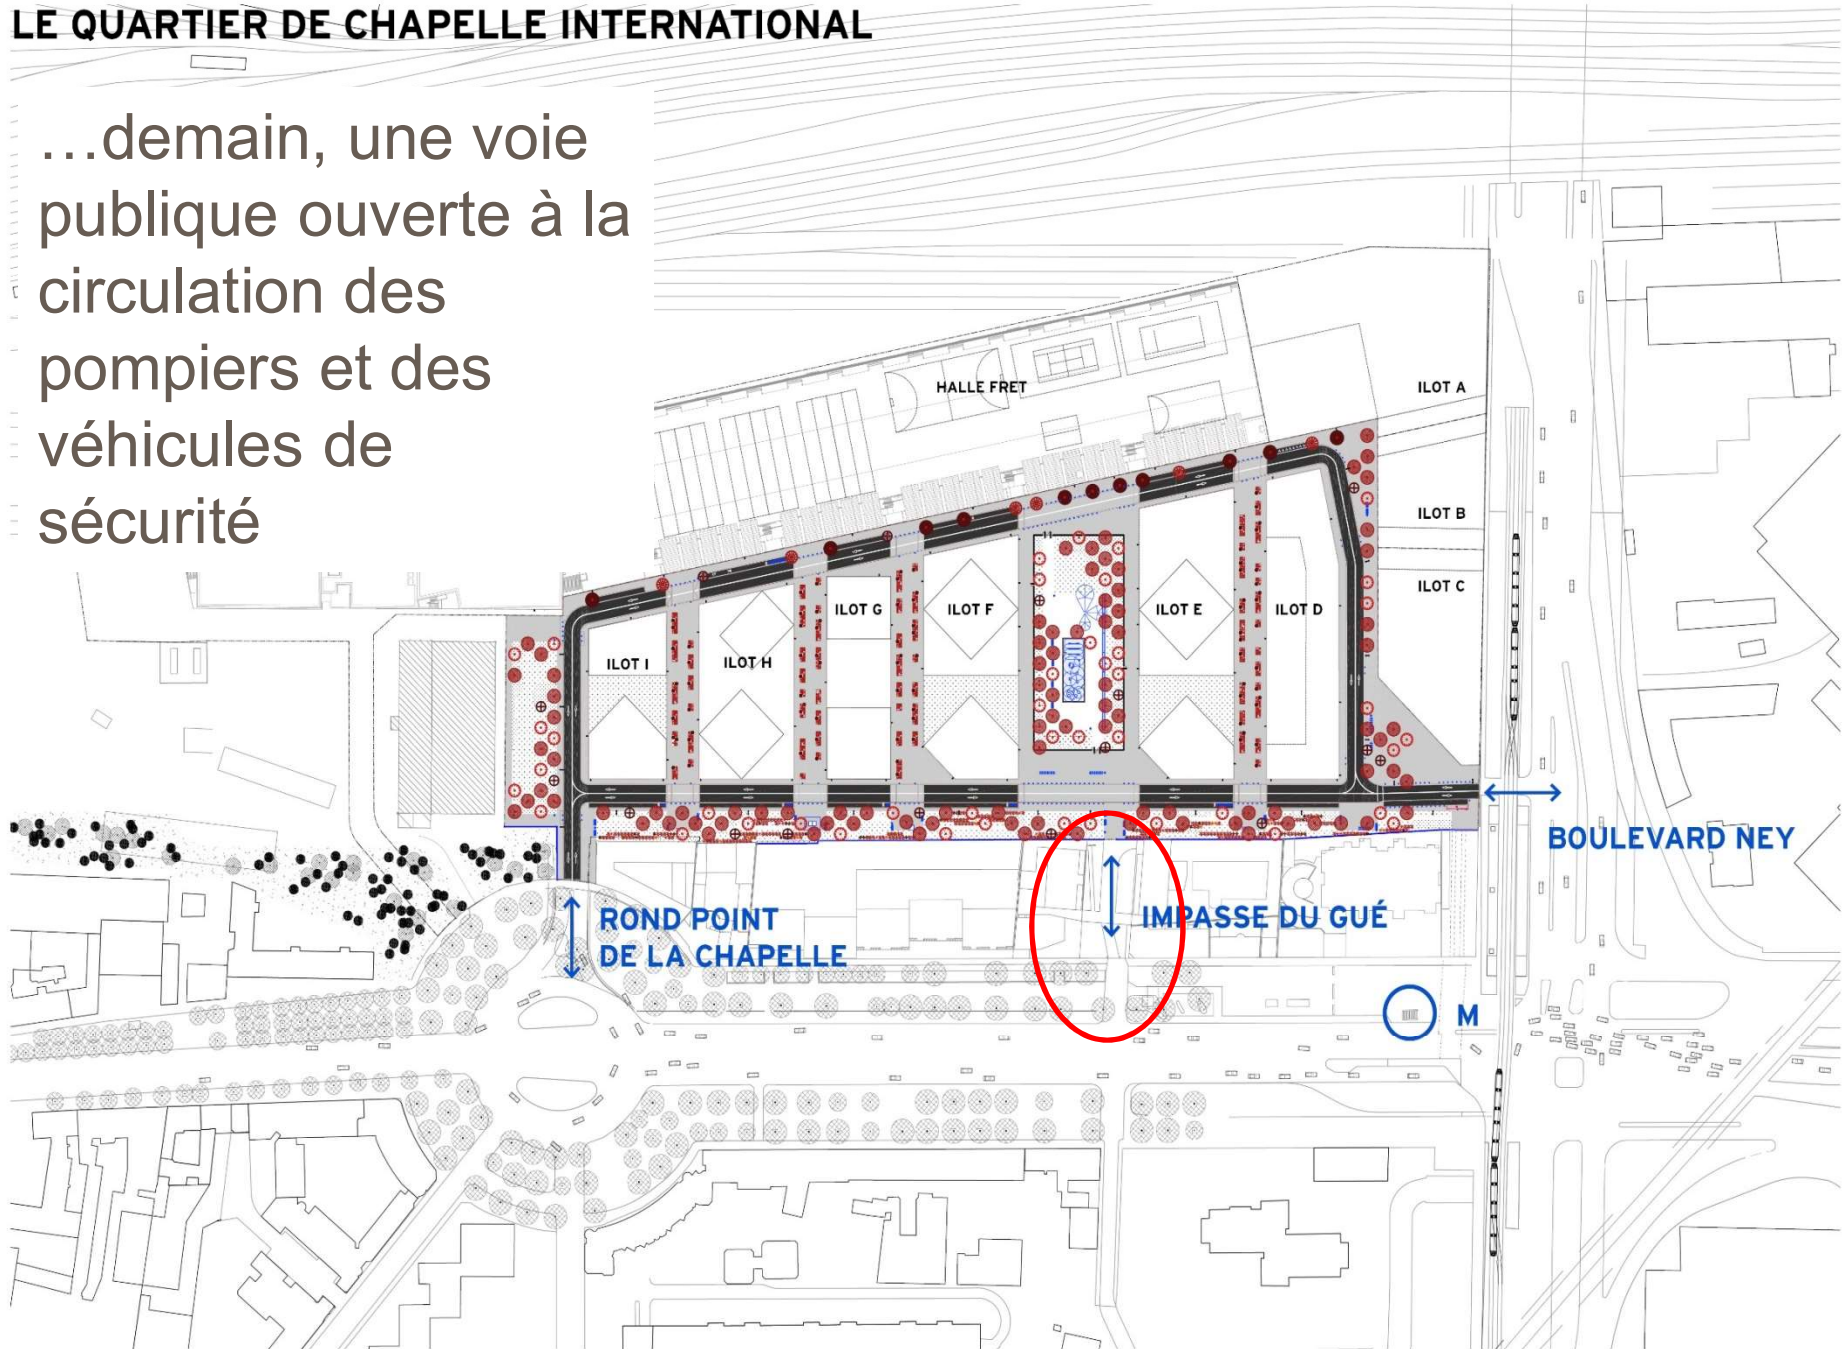 LE QUARTIER DE CHAPELLE INTERNATIONAL
…demain, une voie
publique ouverte à la
circulation des
pompiers et des
véhicules de
sécurité
HALLE FRET
ILOT A
ILOT B
ILOT C
ILOT G
ILOT F
ILOT E
ILOT D
ILOT I
ILOT H
BOULEVARD NEY
ROND POINT
DE LA CHAPELLE
IMPASSE DU GUÉ
M